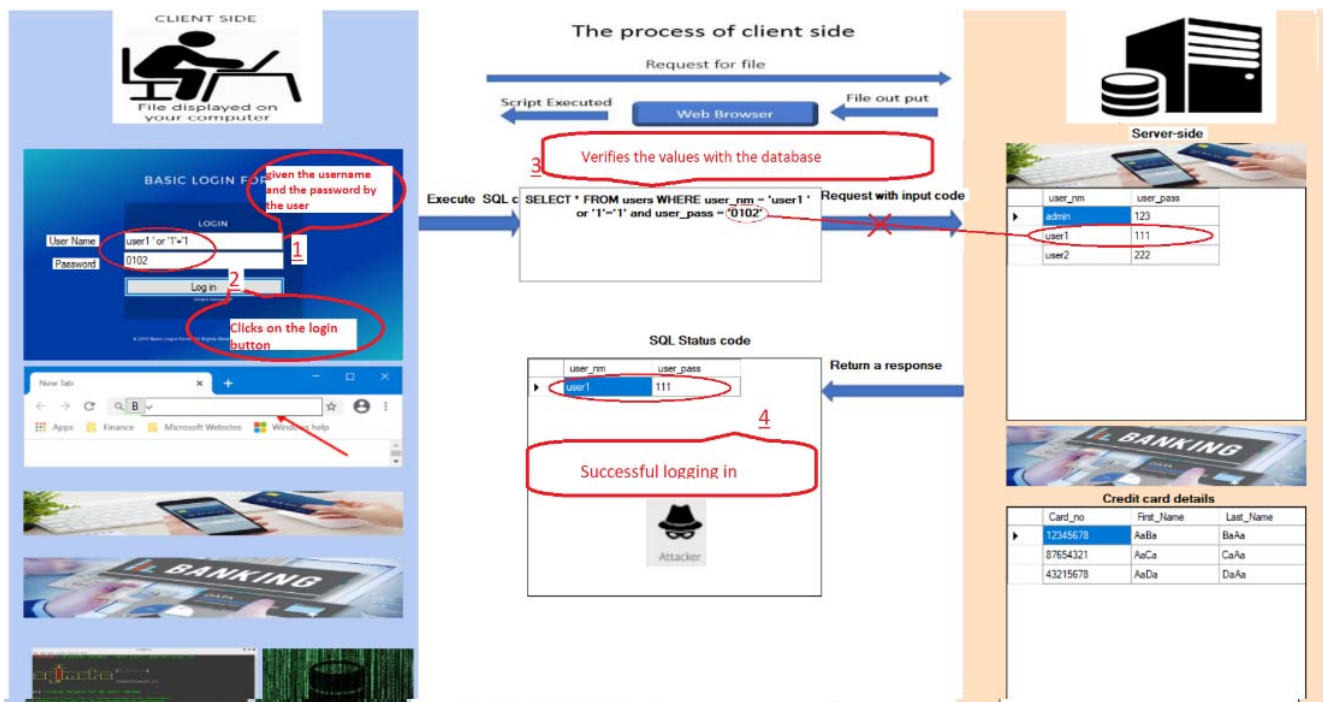 CLIENT SIDE
File displayed on
your computer
BASIC LOGIN FOR
given the username
and the password by
the user
LOGIN
User Name
user1 ' or '1'='1
1
Password
0102
Log in
2
Clicks on the login
button
New Tab
B
Apps
Finance
Microsoft Websites
Windows help
BANKING
DATA
The process of client side
Request for file
Script Executed
Web Browser
File out put
3
Verifies the values with the database
Execute SQL c
SELECT * FROM users WHERE user_nm = 'user1 '
or '1'='1' and user_pass = '0102'
Request with input code
SQL Status code
user_nm user_pass
user1 111
Return a response
4
Successful logging in
Attacker
Server-side
user_nm user_pass
admin 123
user1 111
user2 222
BANKING
DATA
Credit card details
Card_no First_Name Last_Name
12345678 AaBa BaAa
87654321 AaCa CaAa
43215678 AaDa DaAa